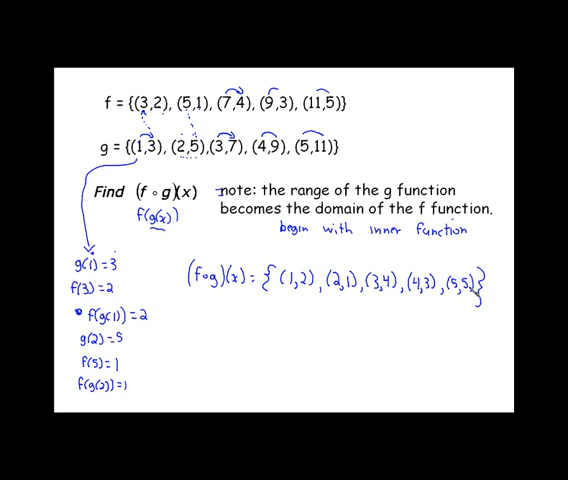 f = {(3,2), (5,1), (7,4), (9,3), (11,5)}
g = {(1,3), (2,5),(3,7), (4,9), (5,11)}
Find (f ∘ g)(x) note: the range of the g function
f(g(x)) becomes the domain of the f function.
begin with inner function
g(1) = 3
(f∘g)(x) = { (1,2), (2,1), (3,4), (4,3), (5,5)}
f(3) = 2
f(g(1)) = 2
g(2) = 5
f(5) = 1
f(g(2)) = 1